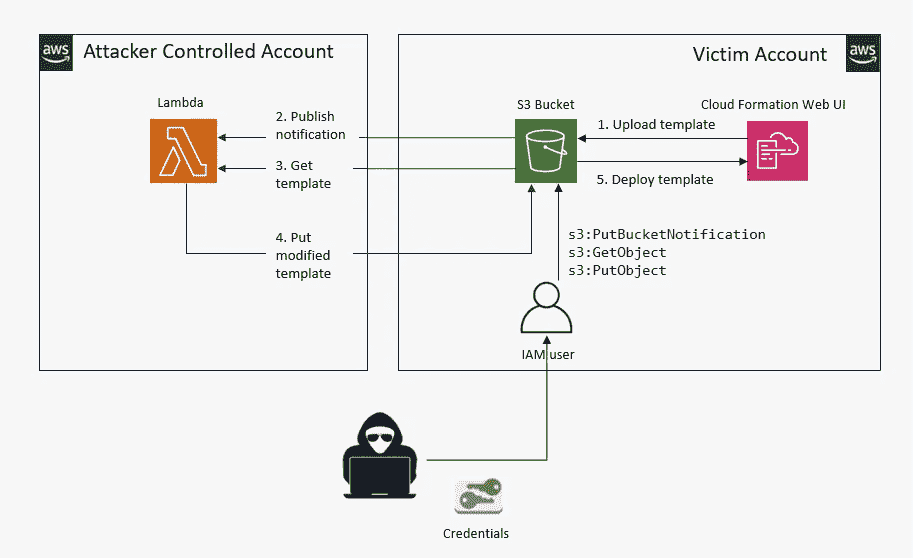 aws
Attacker Controlled Account
Victim Account
aws
Lambda
S3 Bucket
Cloud Formation Web UI
2. Publish
notification
1. Upload template
3. Get
template
5. Deploy template
4. Put
modified
template
s3:PutBucketNotification
s3:GetObject
s3:PutObject
IAM user
Credentials